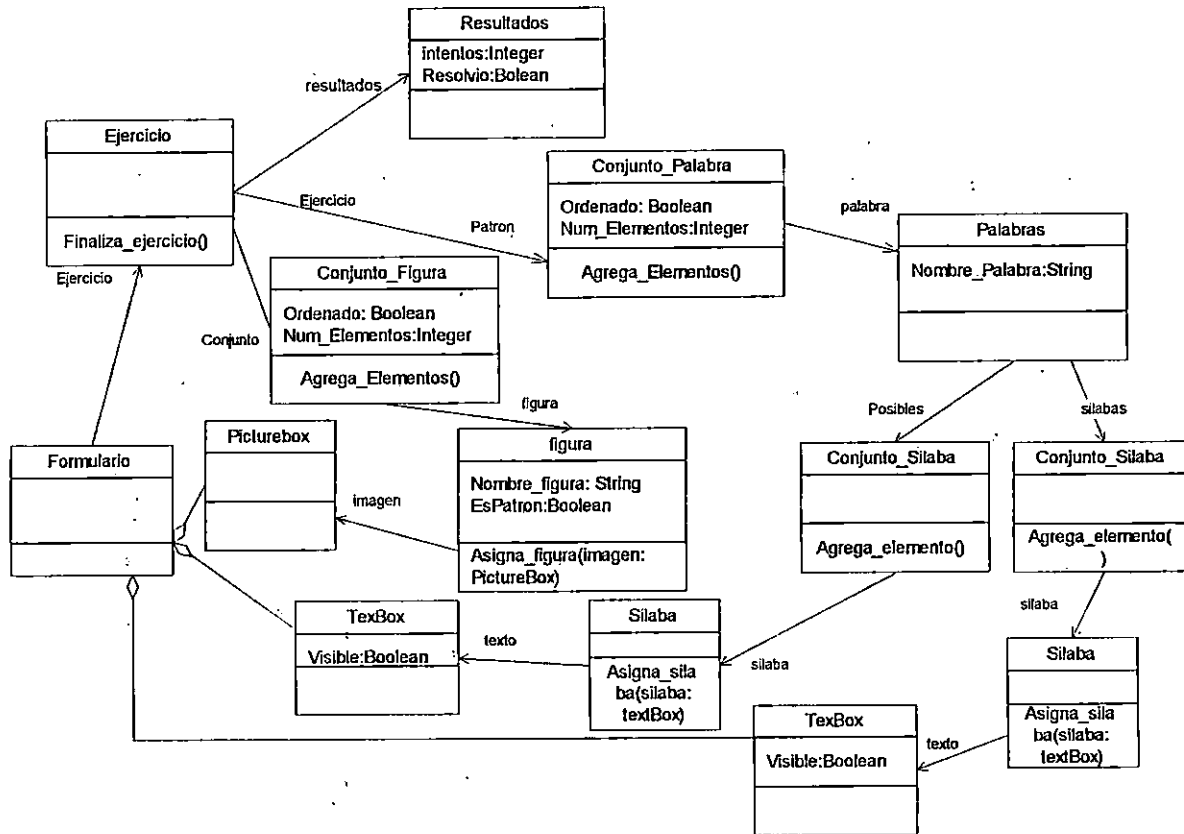 Resultados
intentos:Integer
Resolvio:Bolean
resultados
Ejercicio
Finaliza_ejercicio()
Ejercicio
Patron
Conjunto_Palabra
Ordenado: Boolean
Num_Elementos:Integer
Agrega_Elementos()
palabra
Palabras
Nombre_Palabra:String
Ejercicio
Conjunto
Conjunto_Figura
Ordenado: Boolean
Num_Elementos:Integer
Agrega_Elementos()
figura
Posibles
silabas
Formulario
Picturebox
imagen
figura
Nombre_figura: String
EsPatron:Boolean
Asigna_figura(imagen:
PictureBox)
Conjunto_Silaba
Agrega_elemento()
Conjunto_Silaba
Agrega_elemento(
)
TexBox
Visible:Boolean
texto
Silaba
Asigna_sila
ba(silaba:
textBox)
silaba
silaba
Silaba
Asigna_sila
ba(silaba:
textBox)
TexBox
Visible:Boolean
texto